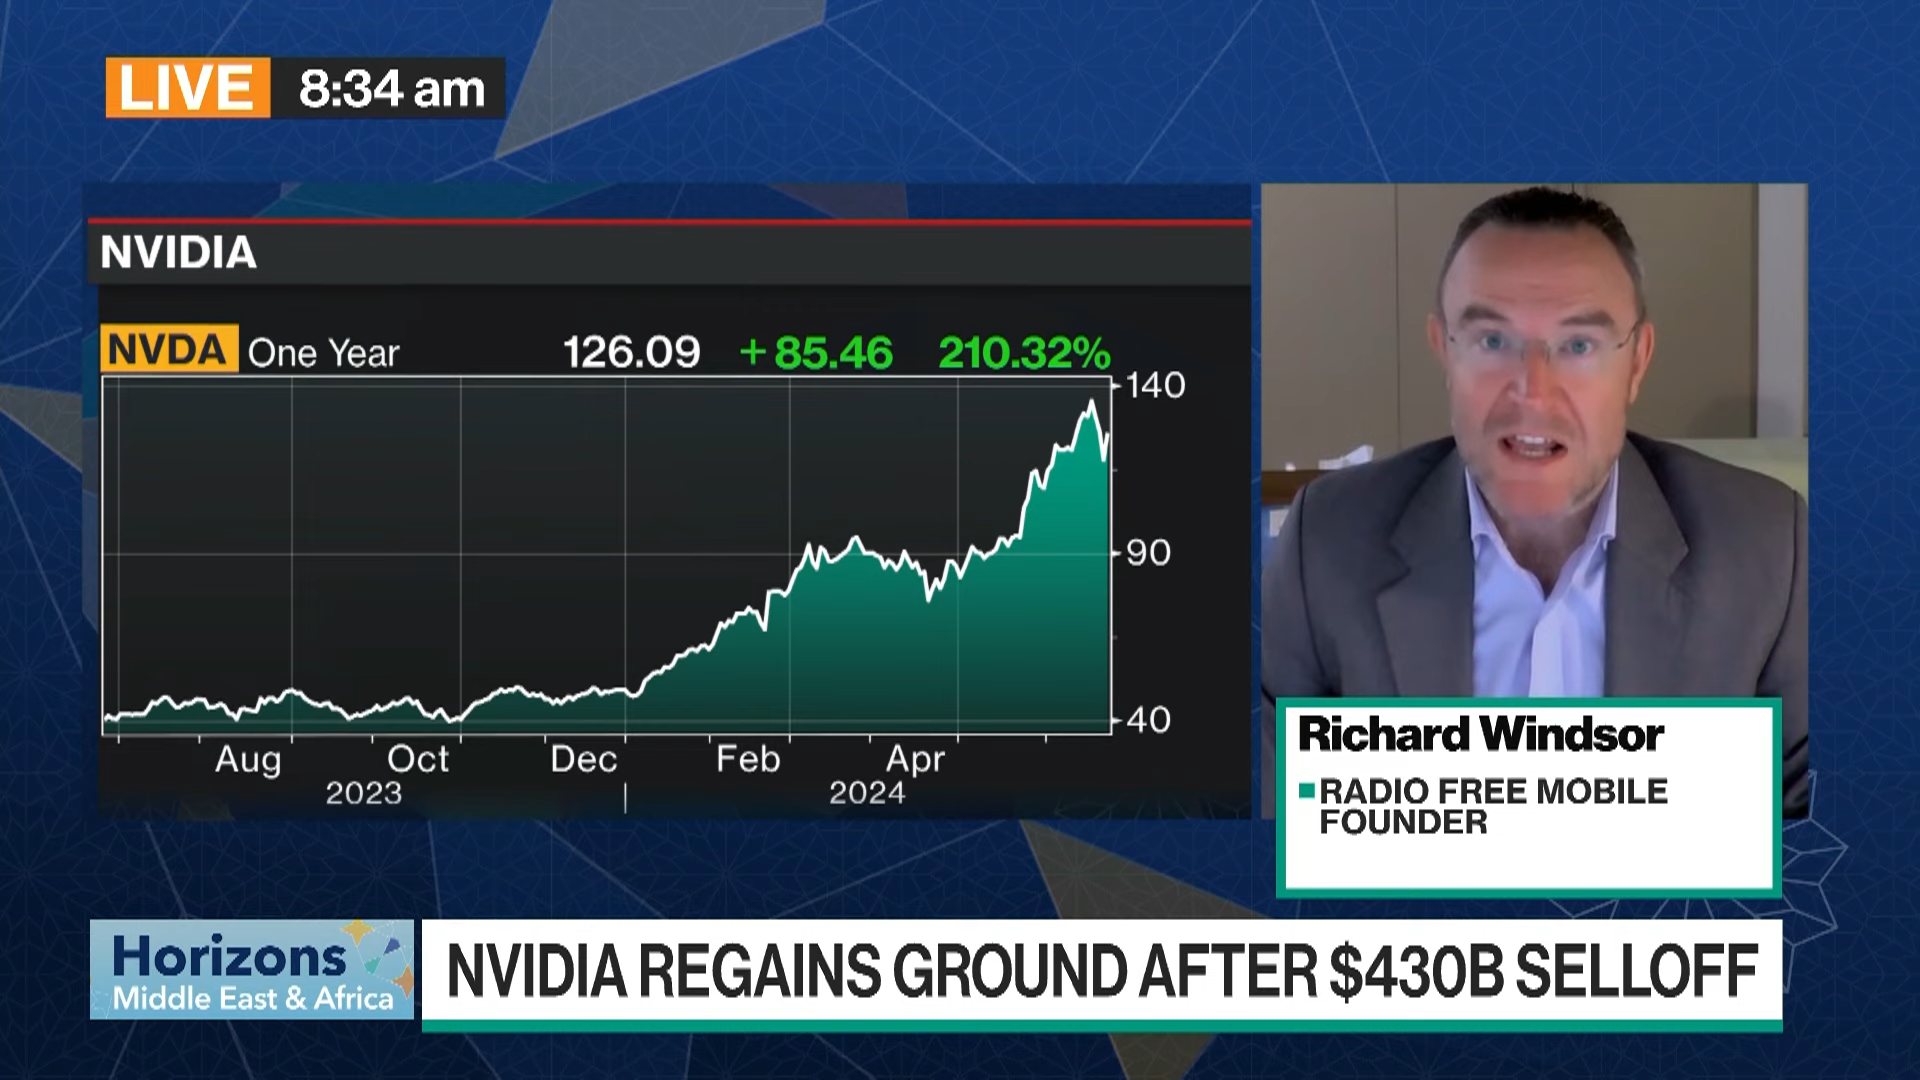 LIVE 8:34 am
NVIDIA
NVDA One Year 126.09 +85.46 210.32%
140
90
40
Aug Oct Dec Feb Apr
2023 2024
Richard Windsor
RADIO FREE MOBILE
FOUNDER
Horizons
Middle East & Africa
NVIDIA REGAINS GROUND AFTER $430B SELLOFF